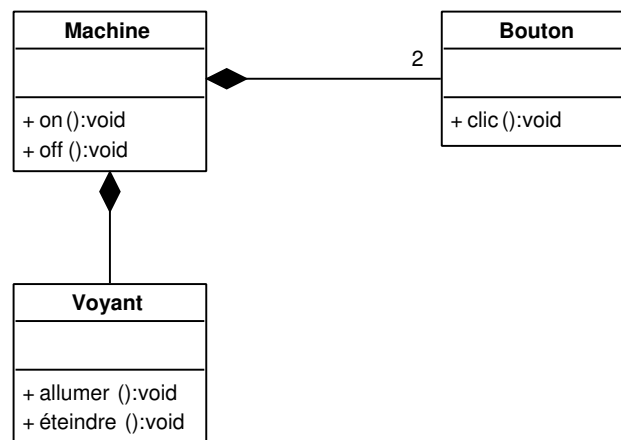 Machine
+ on ():void
+ off ():void
2
Bouton
+ clic ():void
Voyant
+ allumer ():void
+ éteindre ():void